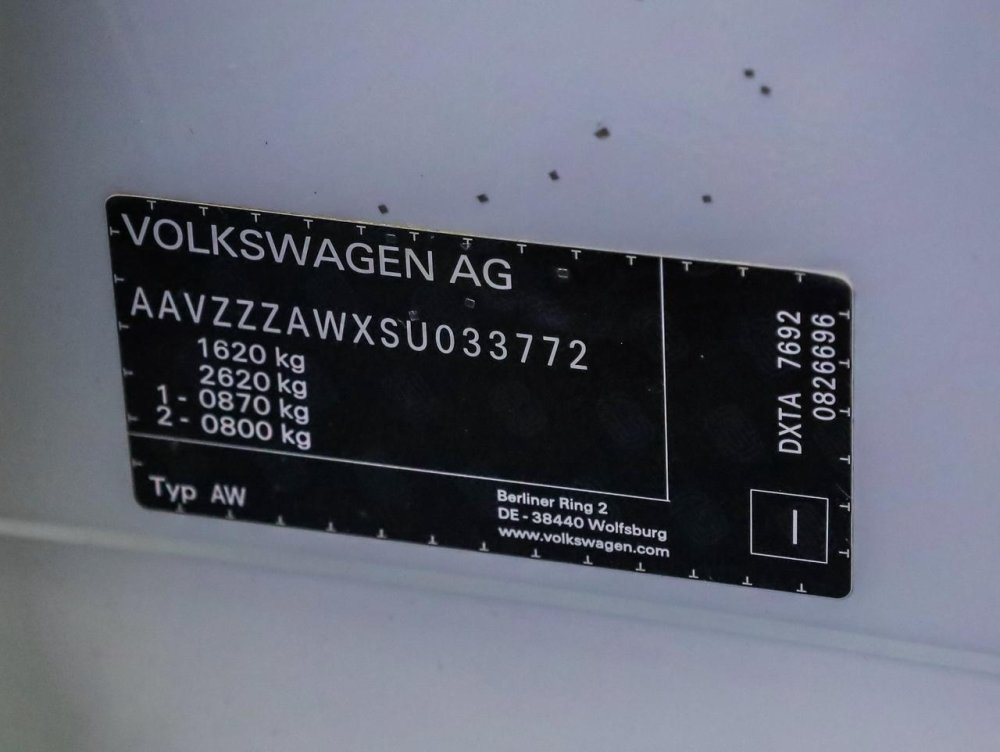 VOLKSWAGEN AG
AAVZZZAWXSU033772
1620 kg
2620 kg
1 - 0870 kg
2 - 0800 kg
Typ AW
Berliner Ring 2
DE - 38440 Wolfsburg
www.volkswagen.com
DXTA 7692
0826696
I